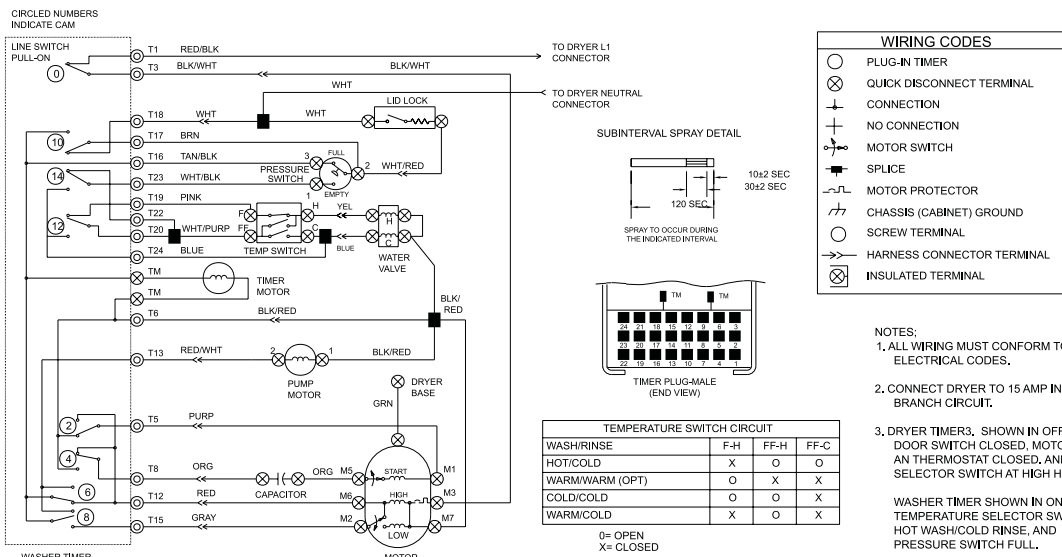 CIRCLED NUMBERS
INDICATE CAM
LINE SWITCH
PULL-ON
0
T1 RED/BLK
TO DRYER L1
CONNECTOR
T3 BLK/WHT BLK/WHT
WHT
TO DRYER NEUTRAL
CONNECTOR
T18 WHT WHT LID LOCK
10
T17 BRN
T16 TAN/BLK
3 FULL
PRESSURE
SWITCH
2 WHT/RED
14
T23 WHT/BLK
EMPTY
1
T19 PINK
F H YEL
H
T22
12
T20 WHT/PURP FF C
C
T24 BLUE TEMP SWITCH BLUE
WATER
VALVE
TM
TIMER
MOTOR
TM
BLK/
RED
T6 BLK/RED
T13 RED/WHT 2 1 BLK/RED
PUMP
MOTOR
DRYER
BASE
GRN
2
T5 PURP
4
T8 ORG ORG M5 START M1
CAPACITOR
6
T12 RED M6 HIGH M3
8
T15 GRAY M2 LOW M7
WASHER TIMER
MOTOR
SUBINTERVAL SPRAY DETAIL
10±2 SEC
30±2 SEC
120 SEC
SPRAY TO OCCUR DURING
THE INDICATED INTERVAL
TM TM
24 21 18 15 12 9 6 3
23 20 17 14 11 8 5 2
22 19 16 13 10 7 4 1
TIMER PLUG-MALE
(END VIEW)
TEMPERATURE SWITCH CIRCUIT
WASH/RINSE F-H FF-H FF-C
HOT/COLD X O O
WARM/WARM (OPT) O X X
COLD/COLD O O X
WARM/COLD X O X
0= OPEN
X= CLOSED
WIRING CODES
PLUG-IN TIMER
QUICK DISCONNECT TERMINAL
CONNECTION
NO CONNECTION
MOTOR SWITCH
SPLICE
MOTOR PROTECTOR
CHASSIS (CABINET) GROUND
SCREW TERMINAL
HARNESS CONNECTOR TERMINAL
INSULATED TERMINAL
NOTES;
1. ALL WIRING MUST CONFORM TO
ELECTRICAL CODES.
2. CONNECT DRYER TO 15 AMP IN
BRANCH CIRCUIT.
3. DRYER TIMER3. SHOWN IN OFF
DOOR SWITCH CLOSED, MOTO
AN THERMOSTAT CLOSED, AND
SELECTOR SWITCH AT HIGH H
WASHER TIMER SHOWN IN ON
TEMPERATURE SELECTOR SW
HOT WASH/COLD RINSE, AND
PRESSURE SWITCH FULL.